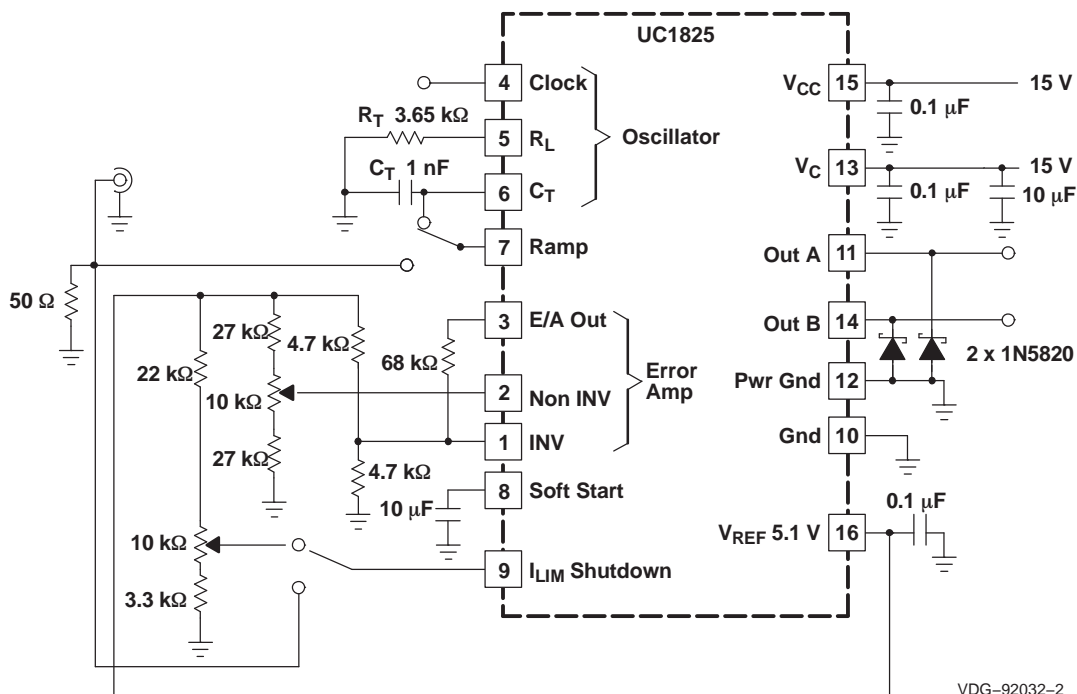 UC1825
4 Clock
R_T 3.65 kΩ
5 R_L
Oscillator
C_T 1 nF
6 C_T
7 Ramp
50 Ω
3 E/A Out
27 kΩ
4.7 kΩ
68 kΩ
22 kΩ
Error
Amp
10 kΩ
2 Non INV
27 kΩ
1 INV
4.7 kΩ
8 Soft Start
10 μF
10 kΩ
9 I_LIM Shutdown
3.3 kΩ
V_CC 15
15 V
0.1 μF
V_C 13
15 V
0.1 μF
10 μF
Out A 11
Out B 14
2 x 1N5820
Pwr Gnd 12
Gnd 10
0.1 μF
V_REF 5.1 V 16
VDG−92032−2